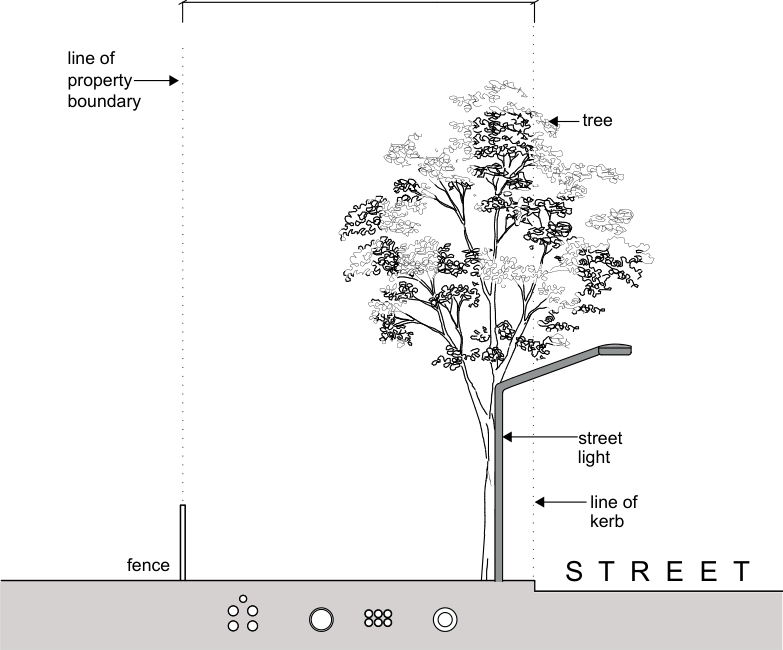 line of
property
boundary
tree
street
light
line of
kerb
fence
STREET